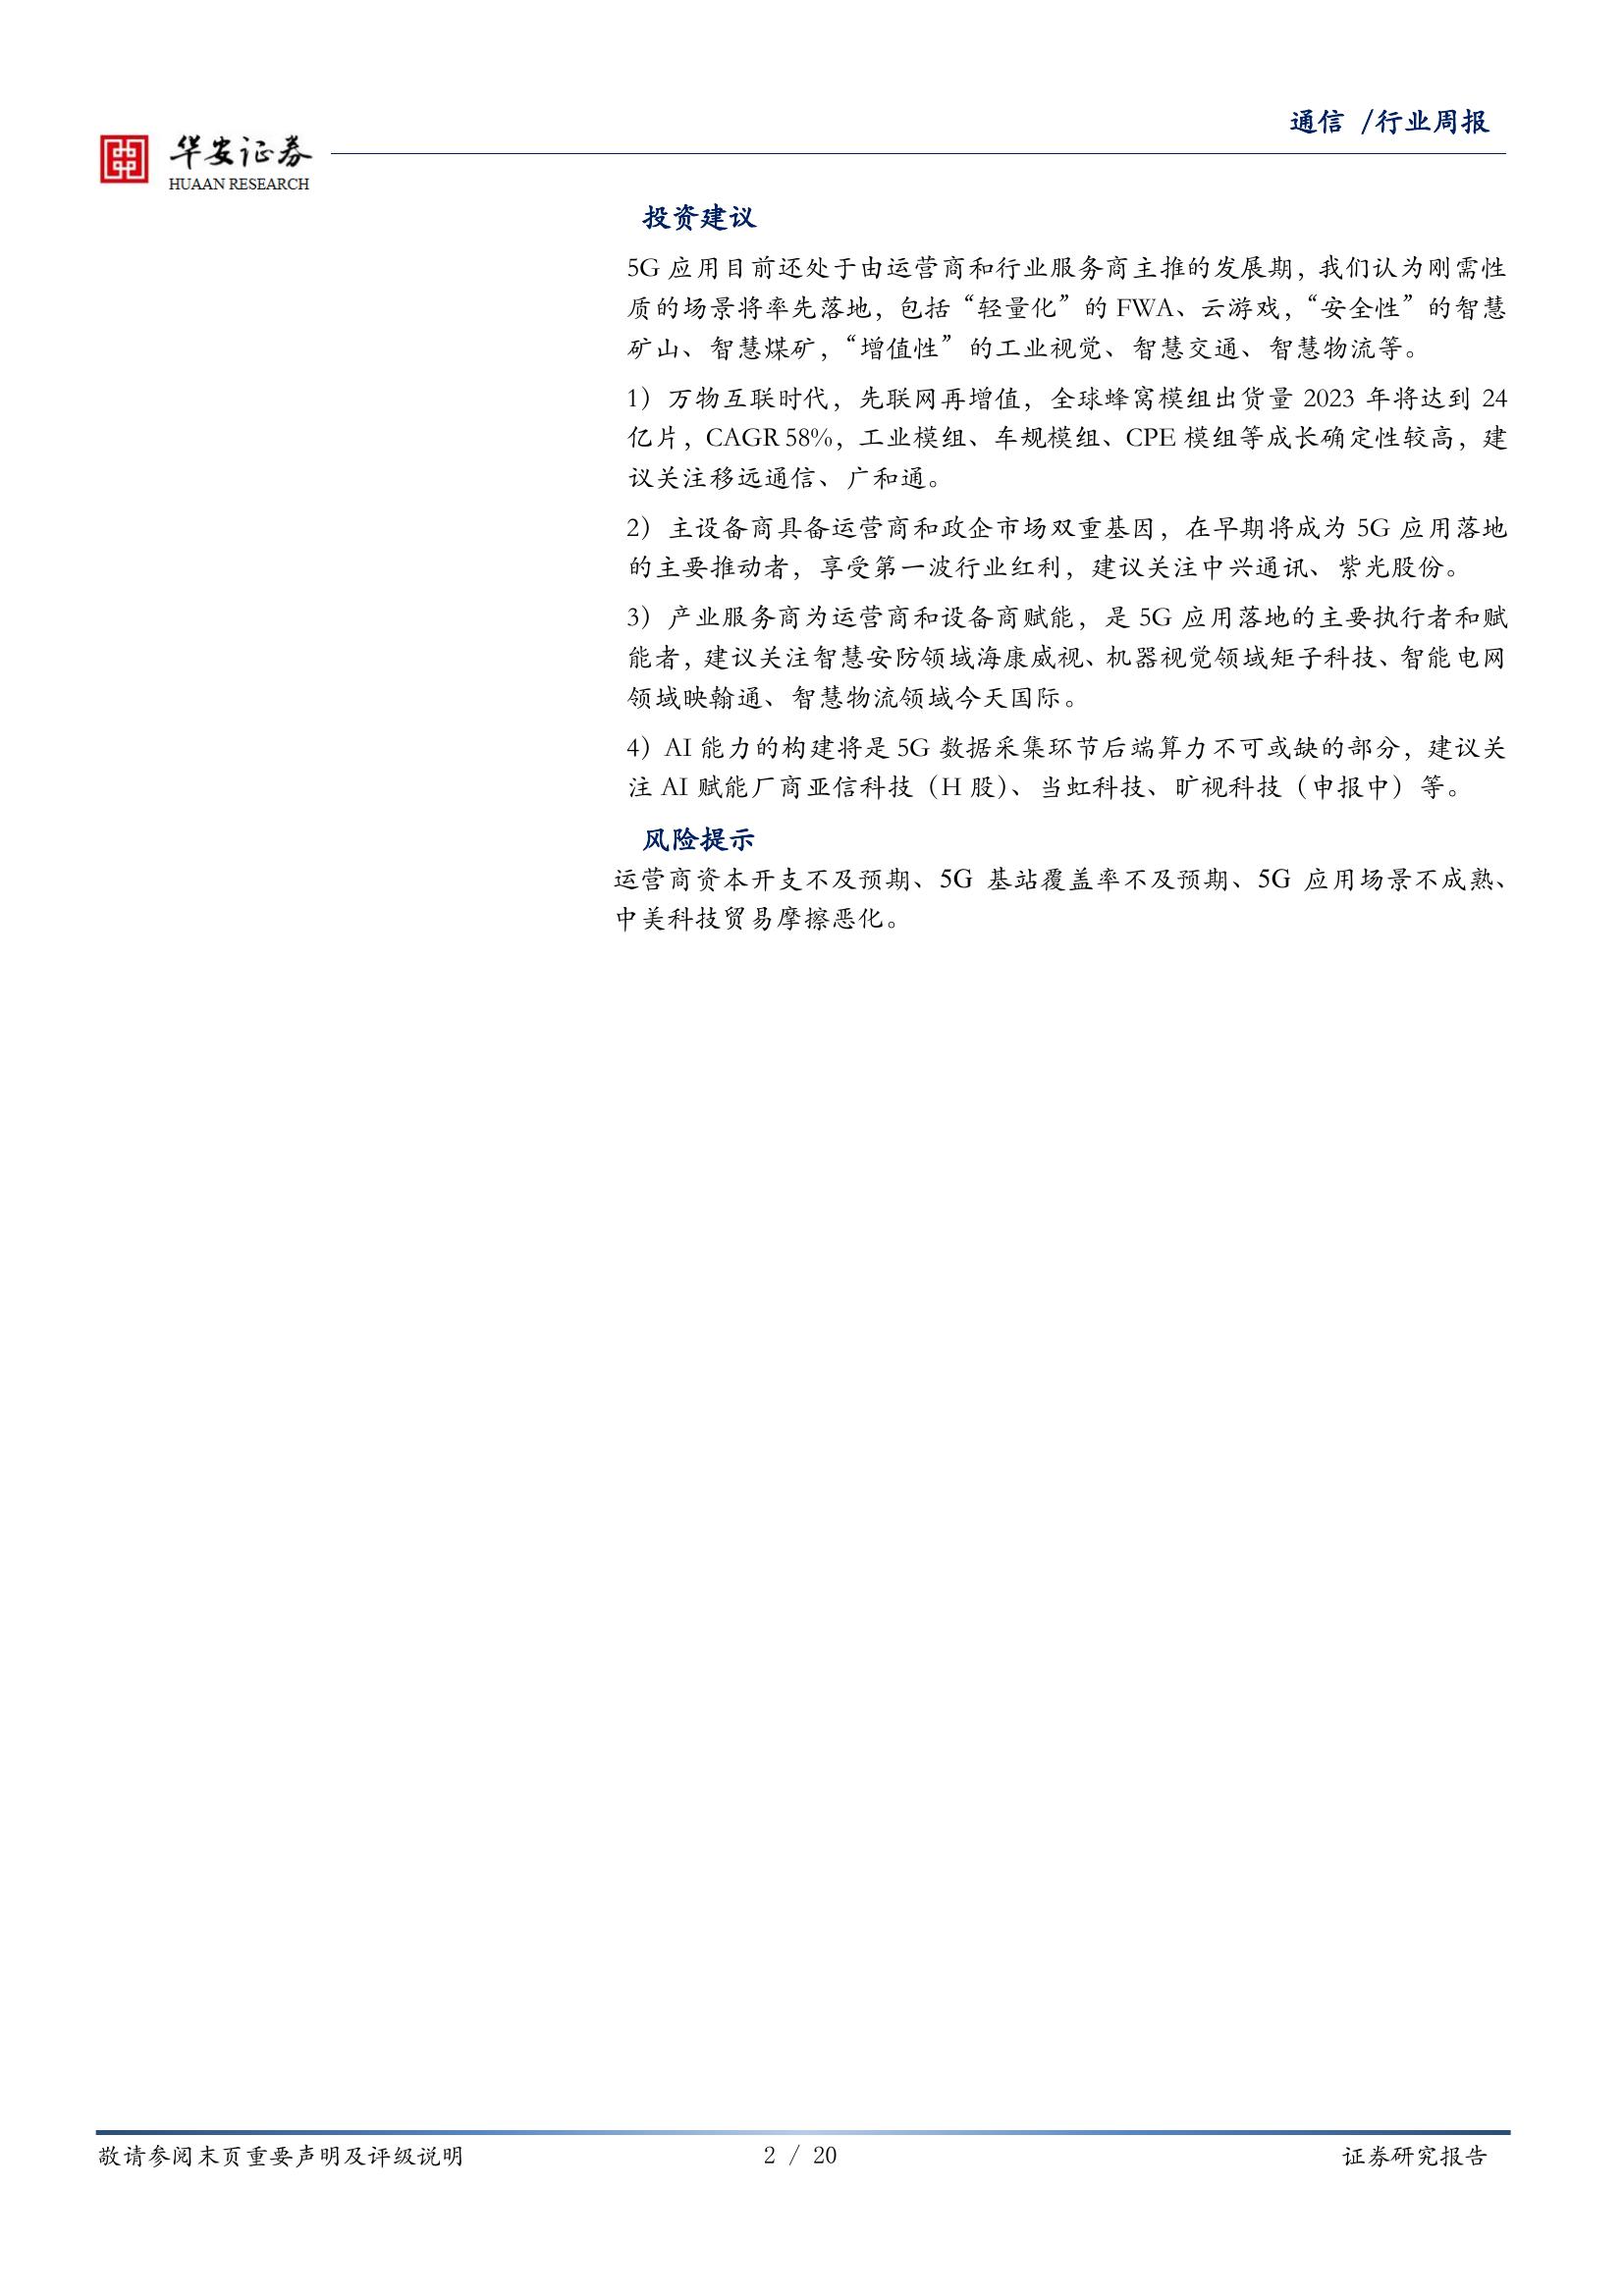 通信 /行业周报
华安证券
HUAAN RESEARCH
投资建议
5G 应用目前还处于由运营商和行业服务商主推的发展期，我们认为刚需性
质的场景将率先落地，包括“轻量化”的 FWA、云游戏，“安全性”的智慧
矿山、智慧煤矿，“增值性”的工业视觉、智慧交通、智慧物流等。
1）万物互联时代，先联网再增值，全球蜂窝模组出货量 2023 年将达到 24
亿片，CAGR 58%，工业模组、车规模组、CPE 模组等成长确定性较高，建
议关注移远通信、广和通。
2）主设备商具备运营商和政企市场双重基因，在早期将成为 5G 应用落地
的主要推动者，享受第一波行业红利，建议关注中兴通讯、紫光股份。
3）产业服务商为运营商和设备商赋能，是 5G 应用落地的主要执行者和赋
能者，建议关注智慧安防领域海康威视、机器视觉领域矩子科技、智能电网
领域映翰通、智慧物流领域今天国际。
4）AI 能力的构建将是 5G 数据采集环节后端算力不可或缺的部分，建议关
注 AI 赋能厂商亚信科技（H 股）、当虹科技、旷视科技（申报中）等。
风险提示
运营商资本开支不及预期、5G 基站覆盖率不及预期、5G 应用场景不成熟、
中美科技贸易摩擦恶化。
敬请参阅末页重要声明及评级说明
2 / 20
证券研究报告